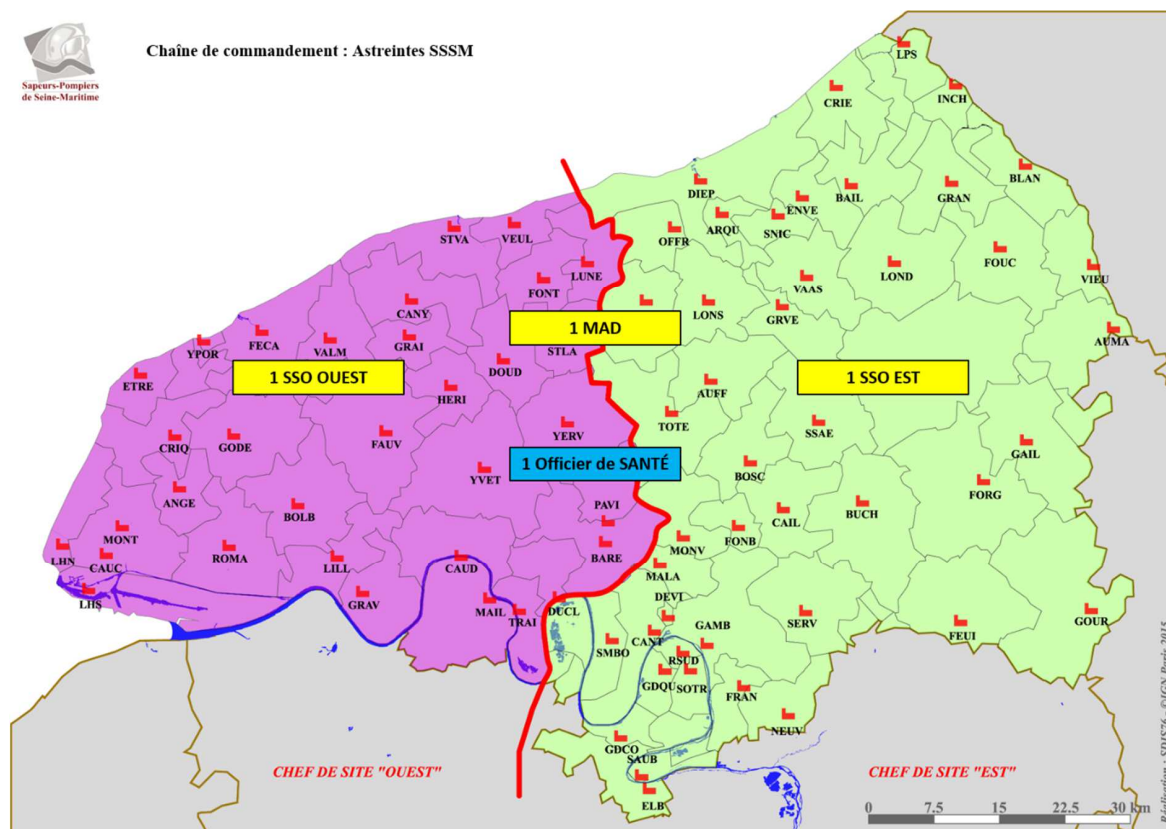 Chaîne de commandement : Astreintes SSSM
Sapeurs-Pompiers
de Seine-Maritime
LPS
CRIE
INCH
BLAN
DIEP
ENVE
BAIL
GRAN
ARQU
SNIC
STVA
VEUL
OFFR
LUNE
LOND
FOUC
VIEU
FONT
VAAS
CANY
LONS
GRVE
1 MAD
AUMA
YPOR
FECA
VALM
GRAI
STLA
DOUD
ETRE
1 SSO OUEST
1 SSO EST
HERI
AUFF
TOTE
CRIQ
GODE
FAUV
YERV
SSAE
GAIL
YVET
1 Officier de SANTÉ
BOSC
ANGE
FORG
BOLB
PAVI
CAIL
BUCH
MONT
FONB
LHN
CAUC
ROMA
LILL
CAUD
BARE
MONV
MALA
LHS
GRAV
MAIL
TRAI
DUCL
DEVI
GAMB
SERV
FEUI
GOUR
SMBO
CANT
RSUD
GDQU
SOTR
FRAN
NEUV
GDCO
SAUB
CHEF DE SITE "OUEST"
CHEF DE SITE "EST"
ELB
0 7.5 15 22.5 30 km
Réalisation : SDIS76 - ©IGN Paris 2015